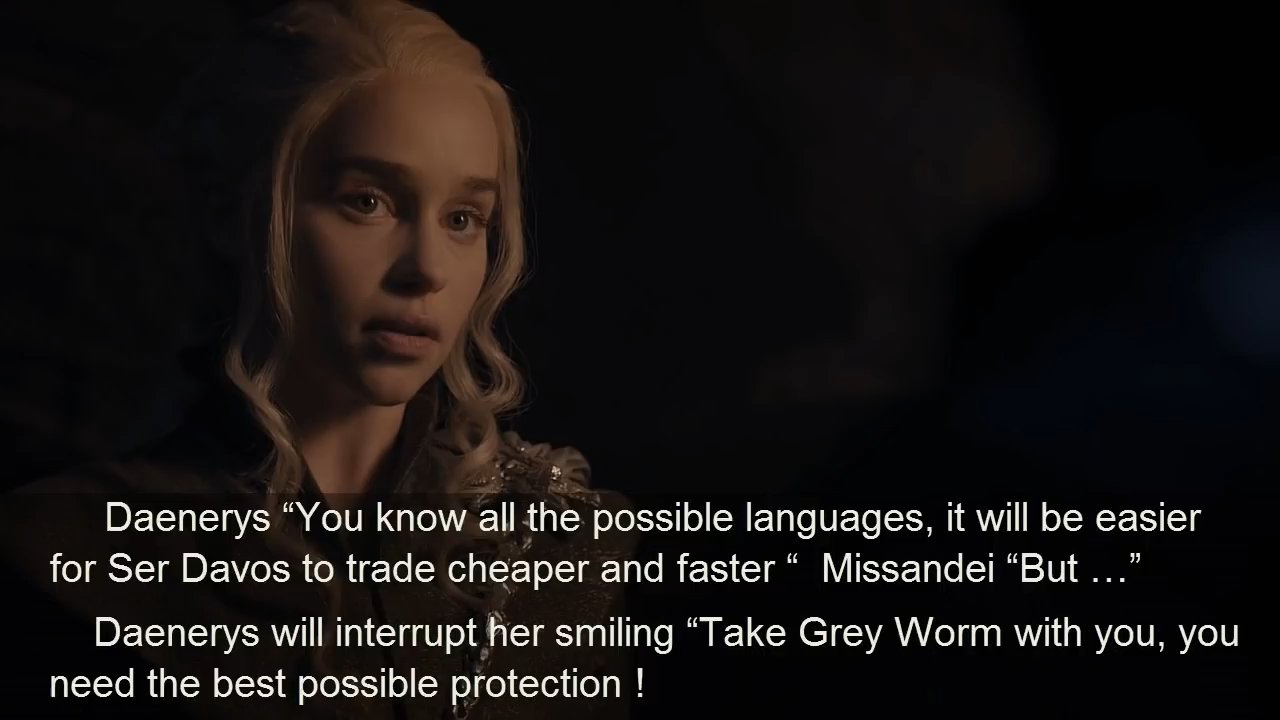 Daenerys “You know all the possible languages, it will be easier
for Ser Davos to trade cheaper and faster “  Missandei “But …”
Daenerys will interrupt her smiling “Take Grey Worm with you, you
need the best possible protection !